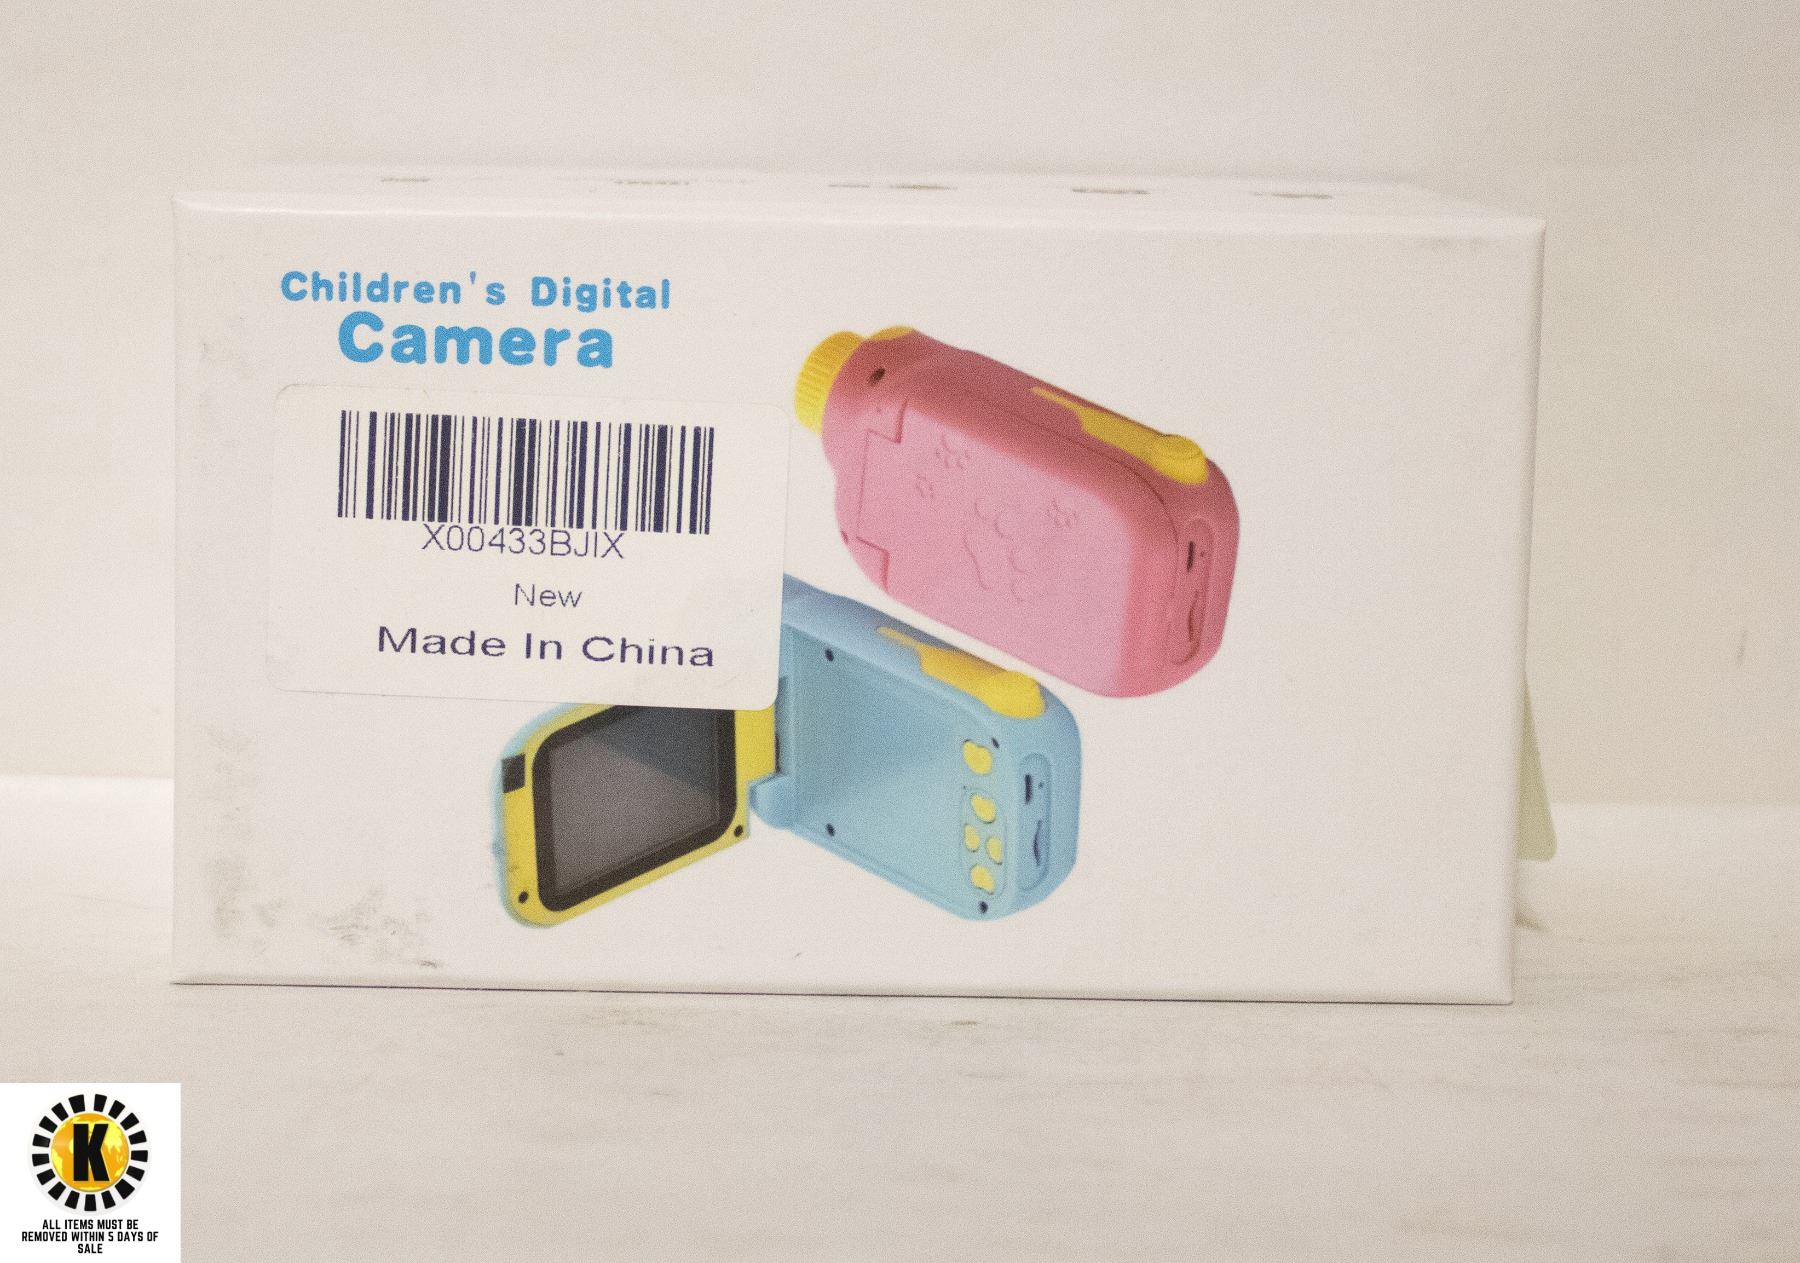 Children's Digital
Camera
X00433BJIX
New
Made In China
K
ALL ITEMS MUST BE
REMOVED WITHIN 5 DAYS OF
SALE